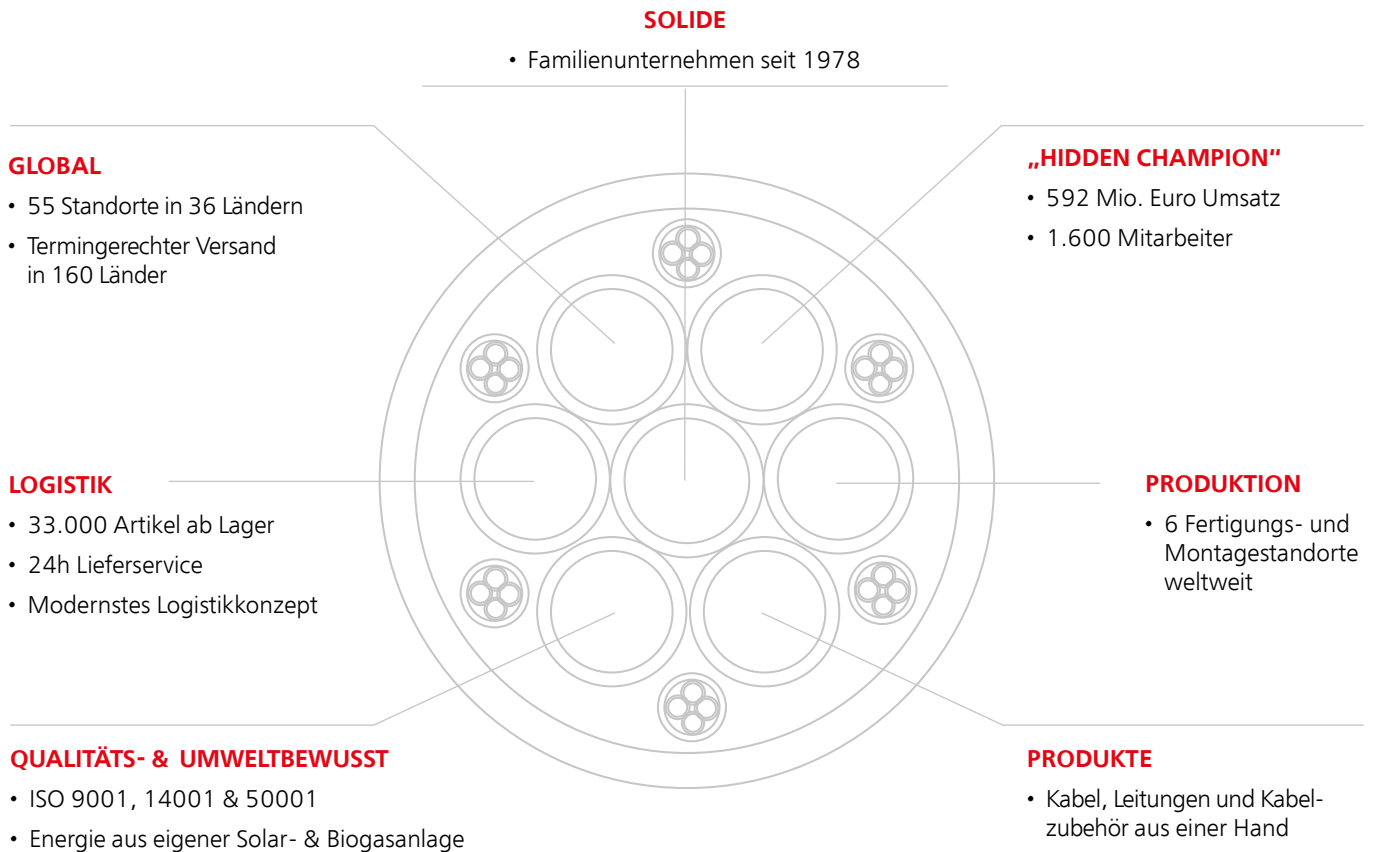 SOLIDE
• Familienunternehmen seit 1978
GLOBAL
• 55 Standorte in 36 Ländern
• Termingerechter Versand
in 160 Länder
„HIDDEN CHAMPION“
• 592 Mio. Euro Umsatz
• 1.600 Mitarbeiter
LOGISTIK
• 33.000 Artikel ab Lager
• 24h Lieferservice
• Modernstes Logistikkonzept
PRODUKTION
• 6 Fertigungs- und
Montagestandorte
weltweit
QUALITÄTS- & UMWELTBEWUSST
• ISO 9001, 14001 & 50001
• Energie aus eigener Solar- & Biogasanlage
PRODUKTE
• Kabel, Leitungen und Kabel-
zubehör aus einer Hand